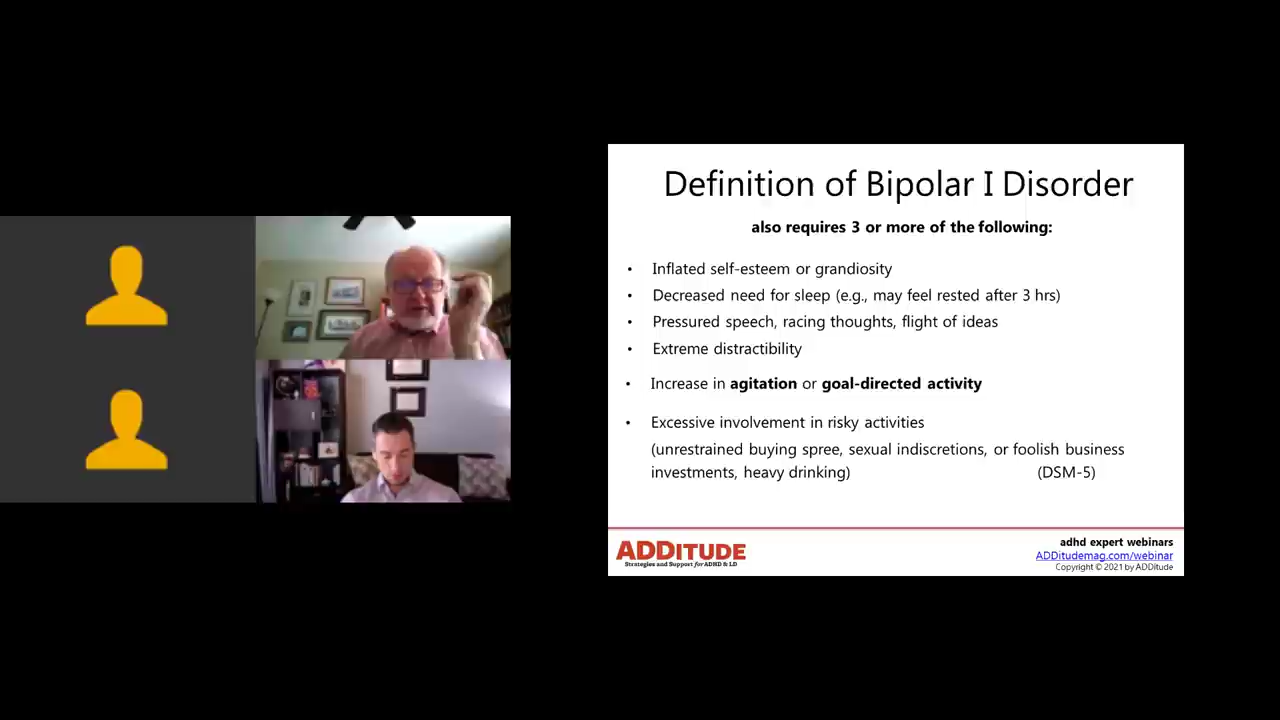 Definition of Bipolar I Disorder
also requires 3 or more of the following:
• Inflated self-esteem or grandiosity
• Decreased need for sleep (e.g., may feel rested after 3 hrs)
• Pressured speech, racing thoughts, flight of ideas
• Extreme distractibility
• Increase in agitation or goal-directed activity
• Excessive involvement in risky activities
(unrestrained buying spree, sexual indiscretions, or foolish business
investments, heavy drinking) (DSM-5)
ADDITUDE
Strategies and Support for ADHD & LD
adhd expert webinars
ADDitudemag.com/webinar
Copyright © 2021 by ADDitude